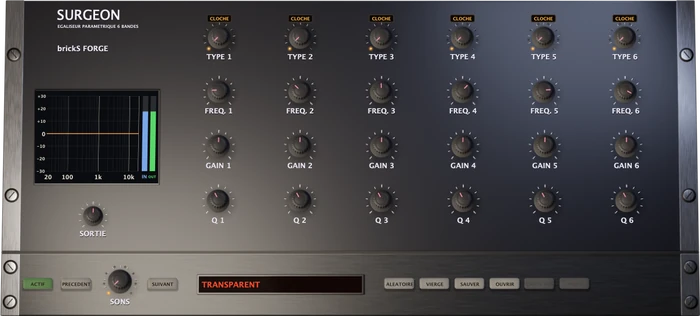 SURGEON
EGALISEUR PARAMETRIQUE 6 BANDES
brickS FORGE
CLOCHE CLOCHE CLOCHE CLOCHE CLOCHE CLOCHE
TYPE 1 TYPE 2 TYPE 3 TYPE 4 TYPE 5 TYPE 6
FREQ. 1 FREQ. 2 FREQ. 3 FREQ. 4 FREQ. 5 FREQ. 6
GAIN 1 GAIN 2 GAIN 3 GAIN 4 GAIN 5 GAIN 6
Q 1 Q 2 Q 3 Q 4 Q 5 Q 6
+30
+20
+10
0
-10
-20
-30
20 100 1k 10k IN OUT
SORTIE
ACTIF PRECEDENT SUIVANT
SONS
TRANSPARENT
ALEATOIRE VIERGE SAUVER OUVRIR